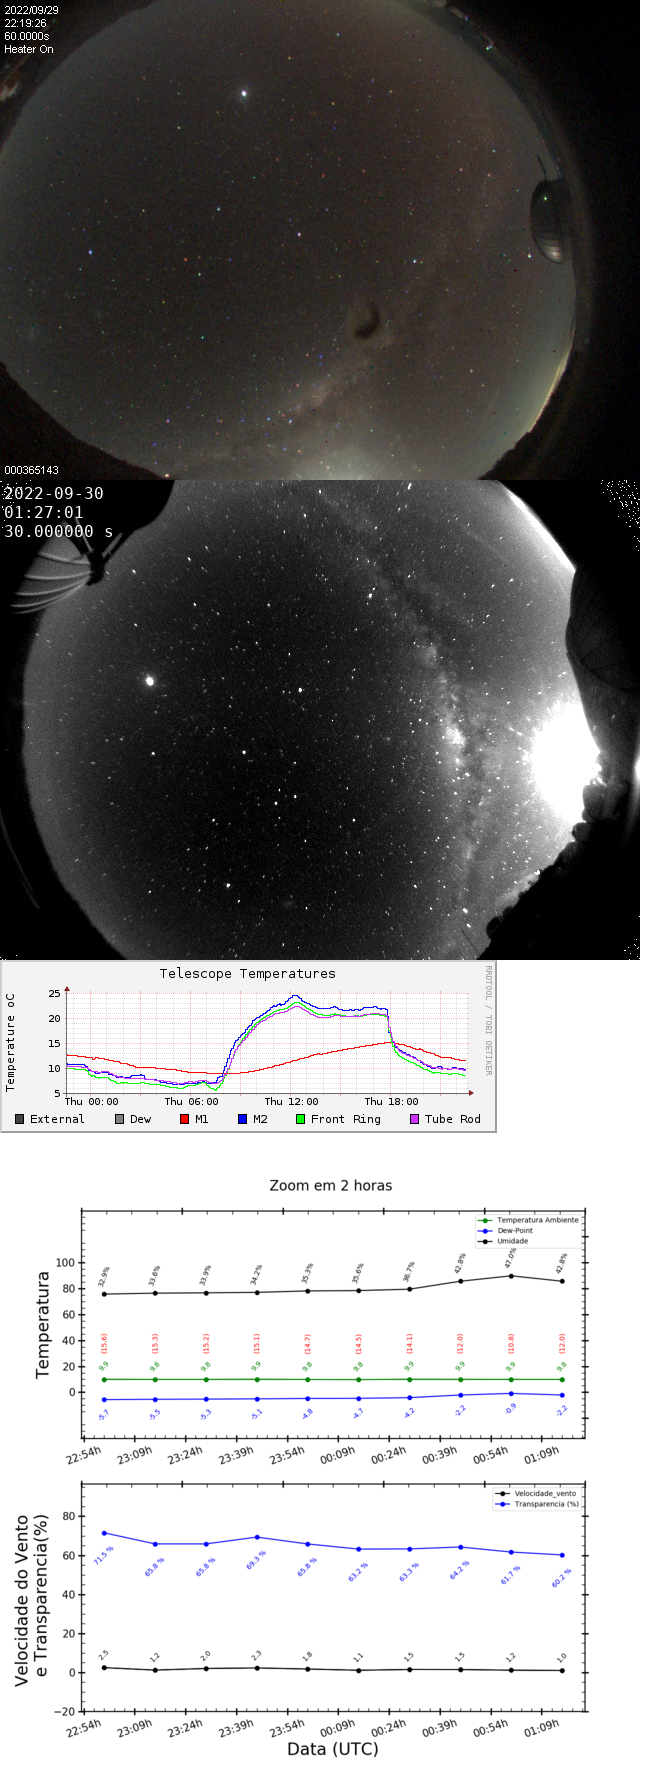 2022/09/29
22:19:26
60.0000s
Heater On
000365143
2022-09-30
01:27:01
30.000000 s
Telescope Temperatures
RRDTOOL / TOBI OETIKER
Temperature oC
25
20
15
10
5
Thu 00:00 Thu 06:00 Thu 12:00 Thu 18:00
External Dew M1 M2 Front Ring Tube Rod
Zoom em 2 horas
Temperatura Ambiente
Dew-Point
Umidade
Temperatura
100
80
60
40
20
0
32.9% 33.6% 33.9% 34.2% 35.3% 35.6% 36.7% 42.8% 47.0% 42.8%
(15.6) (15.3) (15.2) (15.1) (14.7) (14.5) (14.1) (12.0) (10.8) (12.0)
9.9 9.8 9.8 9.9 9.8 9.8 9.9 9.9 9.9 9.8
-5.7 -5.5 -5.3 -5.1 -4.8 -4.7 -4.2 -2.2 -0.9 -2.2
22:54h 23:09h 23:24h 23:39h 23:54h 00:09h 00:24h 00:39h 00:54h 01:09h
Velocidade_vento
Transparencia (%)
Velocidade do Vento
e Transparencia(%)
80
60
40
20
0
−20
71.5 % 65.8 % 65.8 % 69.3 % 65.8 % 63.2 % 63.3 % 64.2 % 61.7 % 60.2 %
2.5 1.2 2.0 2.3 1.8 1.1 1.5 1.5 1.2 1.0
22:54h 23:09h 23:24h 23:39h 23:54h 00:09h 00:24h 00:39h 00:54h 01:09h
Data (UTC)